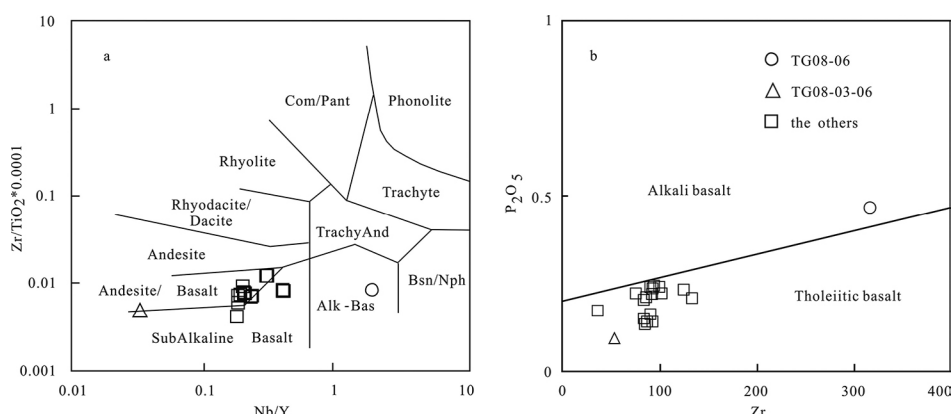 10
1
0.1
0.01
0.001
Zr/TiO2*0.0001
a
Com/Pant
Phonolite
Rhyolite
Trachyte
Rhyodacite/
Dacite
TrachyAnd
Andesite
Bsn/Nph
Andesite/
Basalt
Alk -Bas
SubAlkaline
Basalt
0.01
0.1
1
10
Nb/Y
1
0.5
0
P2O5
b
TG08-06
TG08-03-06
the others
Alkali basalt
Tholeiitic basalt
0
100
200
300
400
Zr